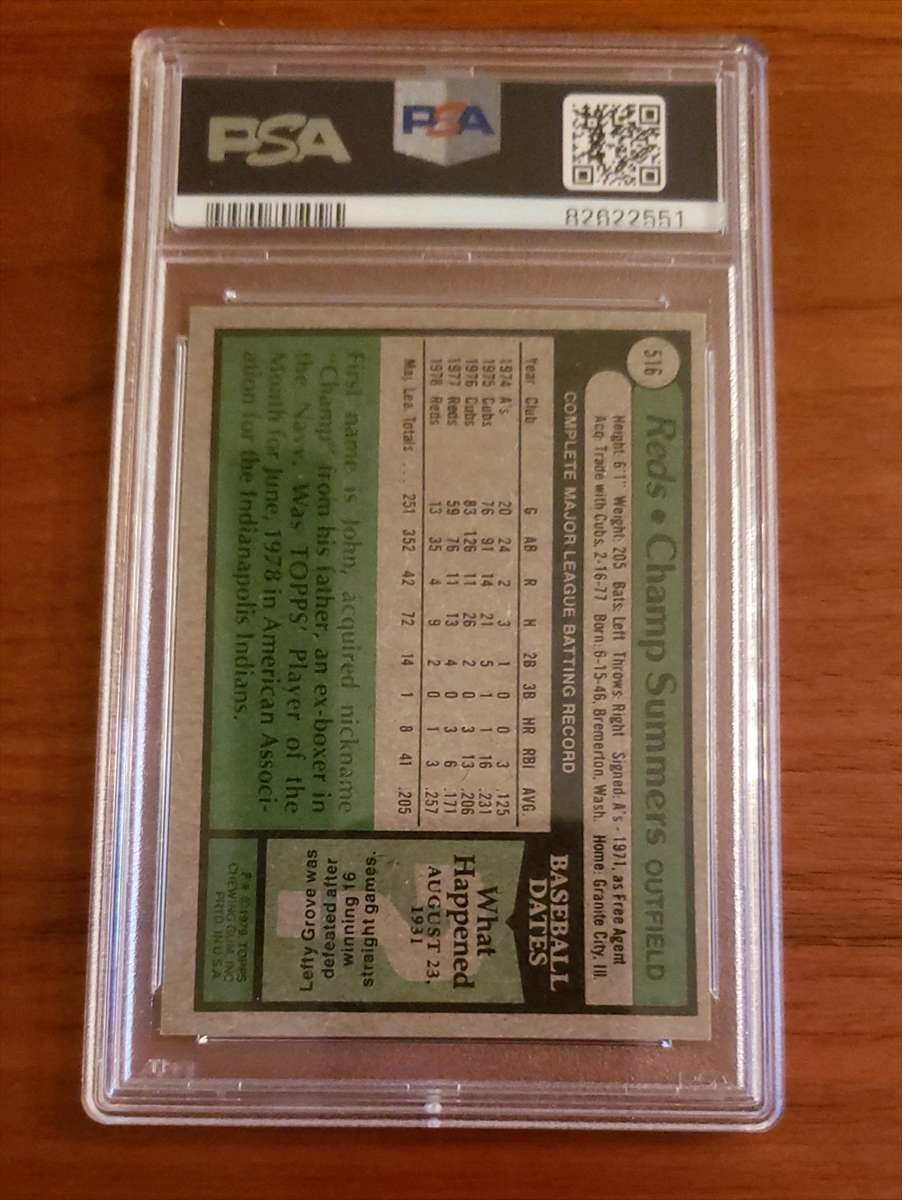 PSA
PSA
82622551
516
Reds • Champ Summers OUTFIELD
Height: 6'1" Weight: 205 Bats: Left Throws: Right Signed: A's - 1971, as Free Agent
Acq: Trade with Cubs, 2-16-77 Born: 6-15-46, Bremerton, Wash. Home: Granite City, Ill.
COMPLETE MAJOR LEAGUE BATTING RECORD
Year Club G AB R H 2B 3B HR RBI AVG.
1974 A's 20 24 2 3 1 0 0 3 .125
1975 Cubs 76 91 14 21 5 1 1 16 .231
1976 Cubs 83 126 11 26 2 0 3 13 .206
1977 Reds 59 76 11 13 4 0 3 6 .171
1978 Reds 13 35 4 9 2 0 1 3 .257
Maj. Lea. Totals . . . 251 352 42 72 14 1 8 41 .205
First name is John, acquired nickname
"Champ" from his father, an ex-boxer in
the Navy. Was TOPPS' Player of the
Month for June, 1978 in American Associ-
ation for the Indianapolis Indians.
BASEBALL
DATES
What
Happened
AUGUST 23,
1931
Lefty Grove was
defeated after
winning 16
straight games.
© 1979 TOPPS
CHEWING GUM, INC.
PRTD. IN U.S.A.